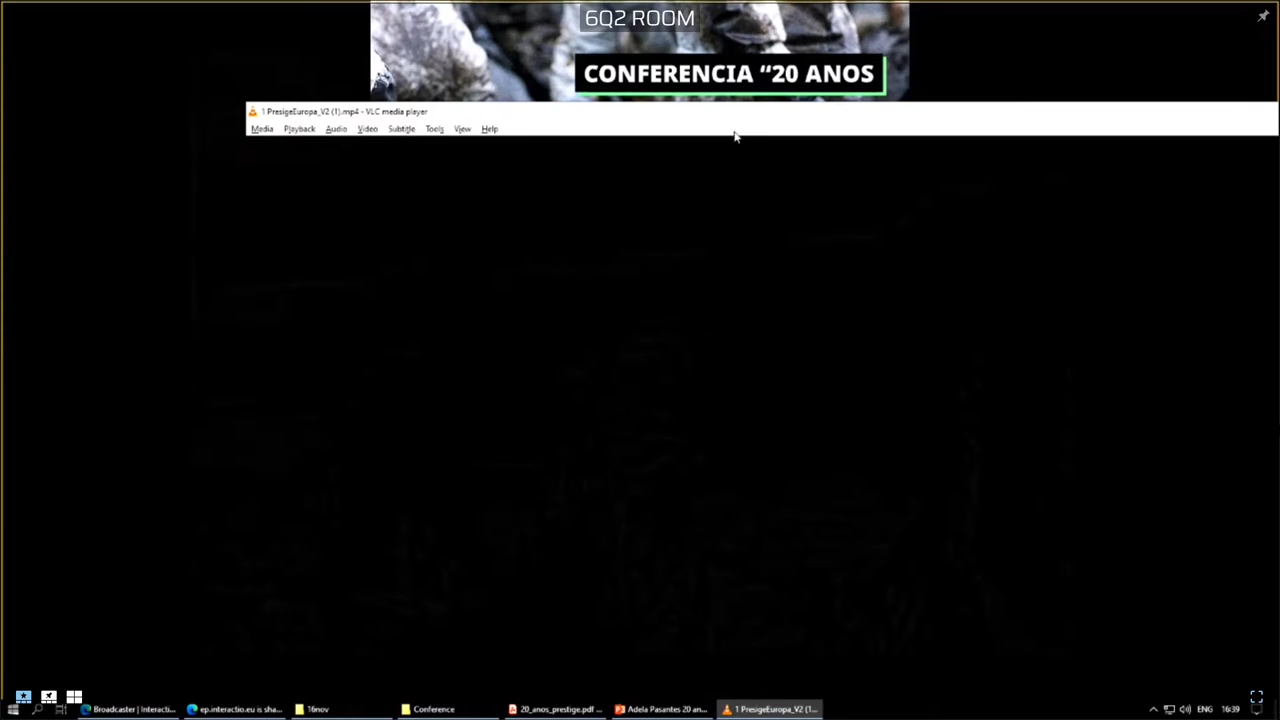 6Q2 ROOM
CONFERENCIA “20 ANOS
1 PresigeEuropa_V2 (1).mp4 - VLC media player
Media Playback Audio Video Subtitle Tools View Help
Broadcaster | Interacti... ep.interactio.eu is sha... 16nov Conference 20_anos_prestige.pdf ... Adela Pasantes 20 an... 1 PresigeEuropa_V2 (1... ENG 16:39